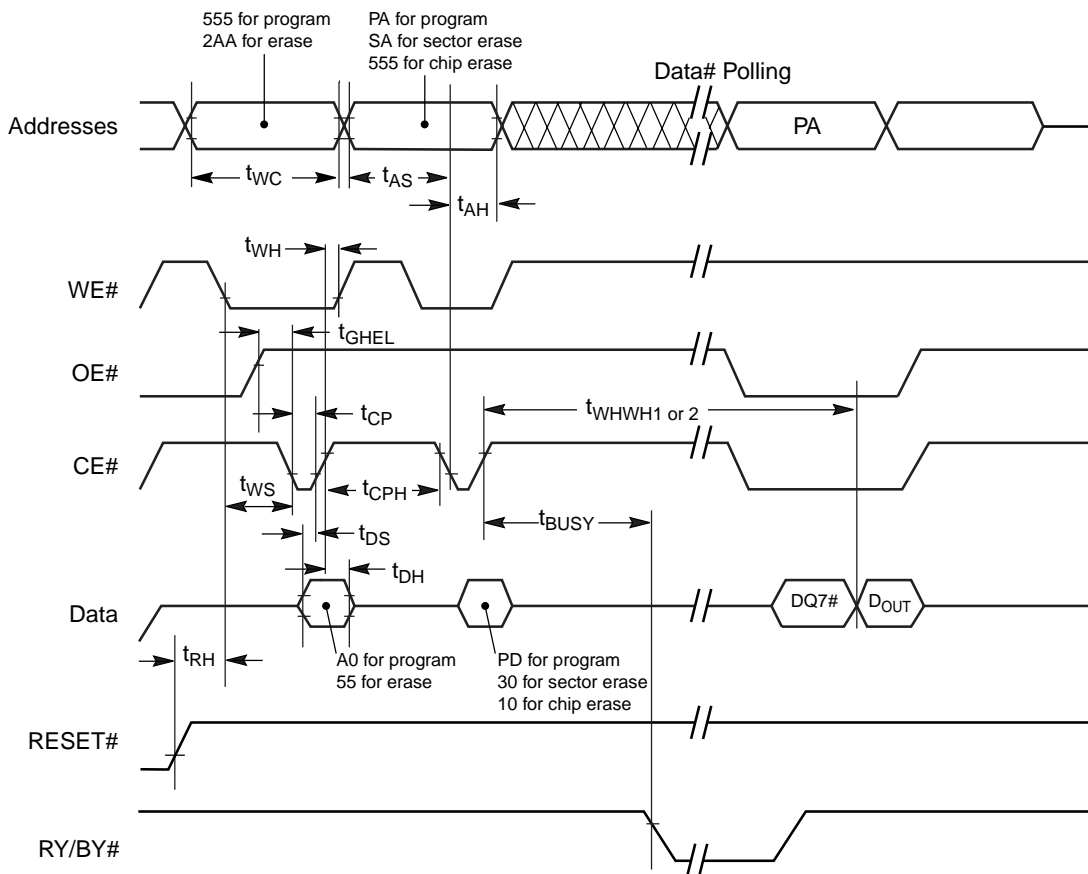 555 for program
2AA for erase
PA for program
SA for sector erase
555 for chip erase
Data# Polling
Addresses
PA
tWC
tAS
tAH
tWH
WE#
tGHEL
OE#
tWHWH1 or 2
tCP
CE#
tWS
tCPH
tBUSY
tDS
tDH
Data
DQ7#
DOUT
tRH
A0 for program
55 for erase
PD for program
30 for sector erase
10 for chip erase
RESET#
RY/BY#